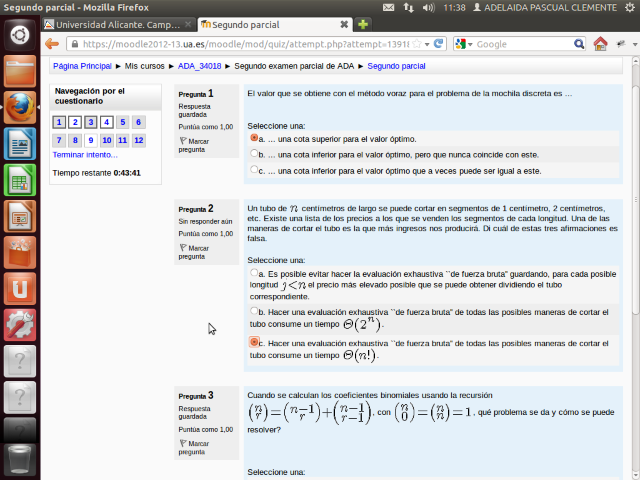 Segundo parcial - Mozilla Firefox
11:38 ADELAIDA PASCUAL CLEMENTE
Universidad Alicante. Camp...
Segundo parcial
https://moodle2012-13.ua.es/moodle/mod/quiz/attempt.php?attempt=13918
Google
Página Principal ► Mis cursos ► ADA_34018 ► Segundo examen parcial de ADA ► Segundo parcial
Navegación por el
cuestionario
1 2 3 4 5 6
7 8 9 10 11 12
Terminar intento...
Tiempo restante 0:43:41
Pregunta 1
Respuesta
guardada
Puntúa como 1,00
Marcar
pregunta
El valor que se obtiene con el método voraz para el problema de la mochila discreta es ...
Seleccione una:
a. ... una cota superior para el valor óptimo.
b. ... una cota inferior para el valor óptimo, pero que nunca coincide con este.
c. ... una cota inferior para el valor óptimo que a veces puede ser igual a este.
Pregunta 2
Sin responder aún
Puntúa como 1,00
Marcar
pregunta
Un tubo de n centímetros de largo se puede cortar en segmentos de 1 centímetro, 2 centímetros,
etc. Existe una lista de los precios a los que se venden los segmentos de cada longitud. Una de las
maneras de cortar el tubo es la que más ingresos nos producirá. Di cuál de estas tres afirmaciones es
falsa.
Seleccione una:
a. Es posible evitar hacer la evaluación exhaustiva ``de fuerza bruta'' guardando, para cada posible
longitud j<n el precio más elevado posible que se puede obtener dividiendo el tubo
correspondiente.
b. Hacer una evaluación exhaustiva ``de fuerza bruta'' de todas las posibles maneras de cortar el
tubo consume un tiempo Θ(2^n).
c. Hacer una evaluación exhaustiva ``de fuerza bruta'' de todas las posibles maneras de cortar el
tubo consume un tiempo Θ(n!).
Pregunta 3
Respuesta
guardada
Puntúa como 1,00
Marcar
pregunta
Cuando se calculan los coeficientes binomiales usando la recursión
(n r)=(n−1 r)+(n−1 r−1), con (n 0)=(n n)=1, qué problema se da y cómo se puede
resolver?
Seleccione una: